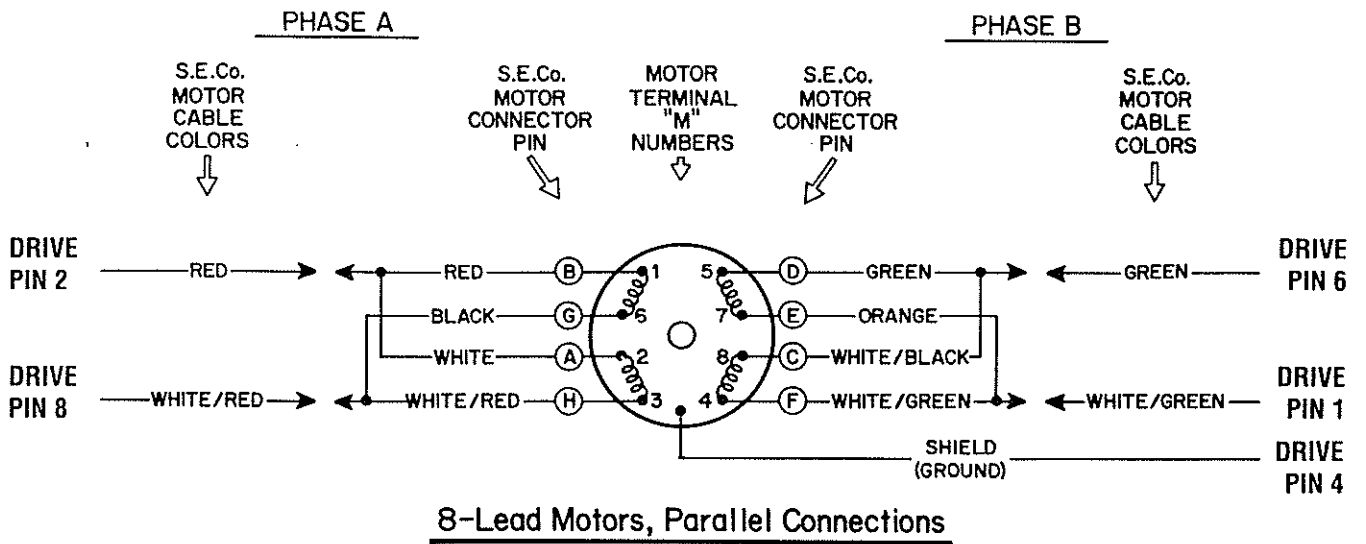 PHASE A
PHASE B
S.E.Co.
MOTOR
CABLE
COLORS
S.E.Co.
MOTOR
CONNECTOR
PIN
MOTOR
TERMINAL
"M"
NUMBERS
S.E.Co.
MOTOR
CONNECTOR
PIN
S.E.Co.
MOTOR
CABLE
COLORS
DRIVE
PIN 2
RED
RED
B
1
5
D
GREEN
GREEN
DRIVE
PIN 6
BLACK
G
6
7
E
ORANGE
WHITE
A
2
8
C
WHITE/BLACK
DRIVE
PIN 8
WHITE/RED
WHITE/RED
H
3
4
F
WHITE/GREEN
WHITE/GREEN
DRIVE
PIN 1
SHIELD
(GROUND)
DRIVE
PIN 4
8-Lead Motors, Parallel Connections